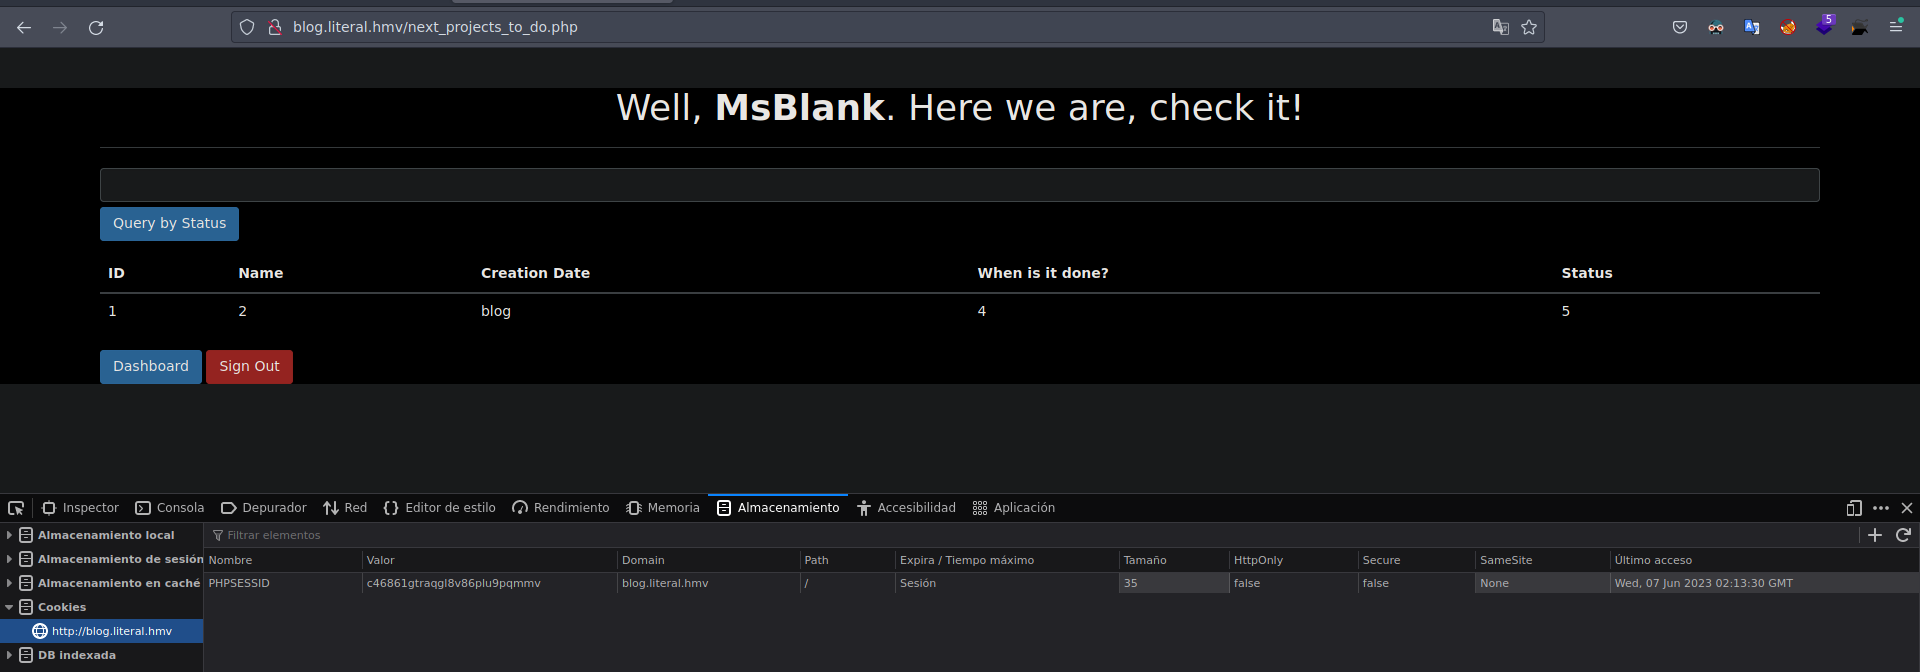 blog.literal.hmv/next_projects_to_do.php
5
Well, MsBlank. Here we are, check it!
Query by Status
ID Name Creation Date When is it done? Status
1 2 blog 4 5
Dashboard Sign Out
Inspector Consola Depurador Red Editor de estilo Rendimiento Memoria Almacenamiento Accesibilidad Aplicación
Almacenamiento local
Almacenamiento de sesión
Almacenamiento en caché
Cookies
http://blog.literal.hmv
DB indexada
Filtrar elementos
Nombre Valor Domain Path Expira / Tiempo máximo Tamaño HttpOnly Secure SameSite Último acceso
PHPSESSID c46861gtraqgl8v86plu9pqmmv blog.literal.hmv / Sesión 35 false false None Wed, 07 Jun 2023 02:13:30 GMT